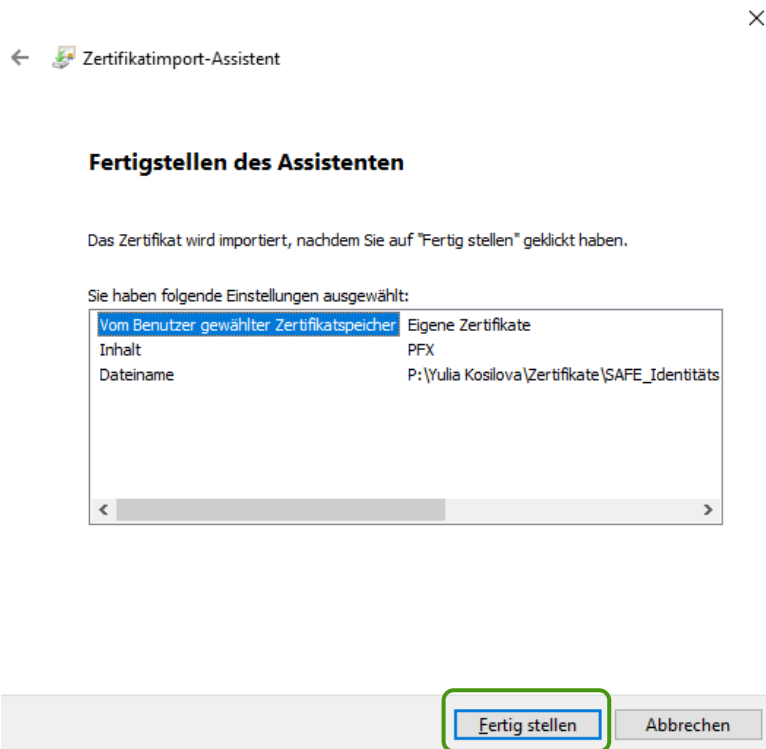 Zertifikatimport-Assistent
Fertigstellen des Assistenten
Das Zertifikat wird importiert, nachdem Sie auf "Fertig stellen" geklickt haben.
Sie haben folgende Einstellungen ausgewählt:
Vom Benutzer gewählter Zertifikatspeicher Eigene Zertifikate
Inhalt PFX
Dateiname P:\Yulia Kosilova\Zertifikate\SAFE_Identitäts
Fertig stellen Abbrechen